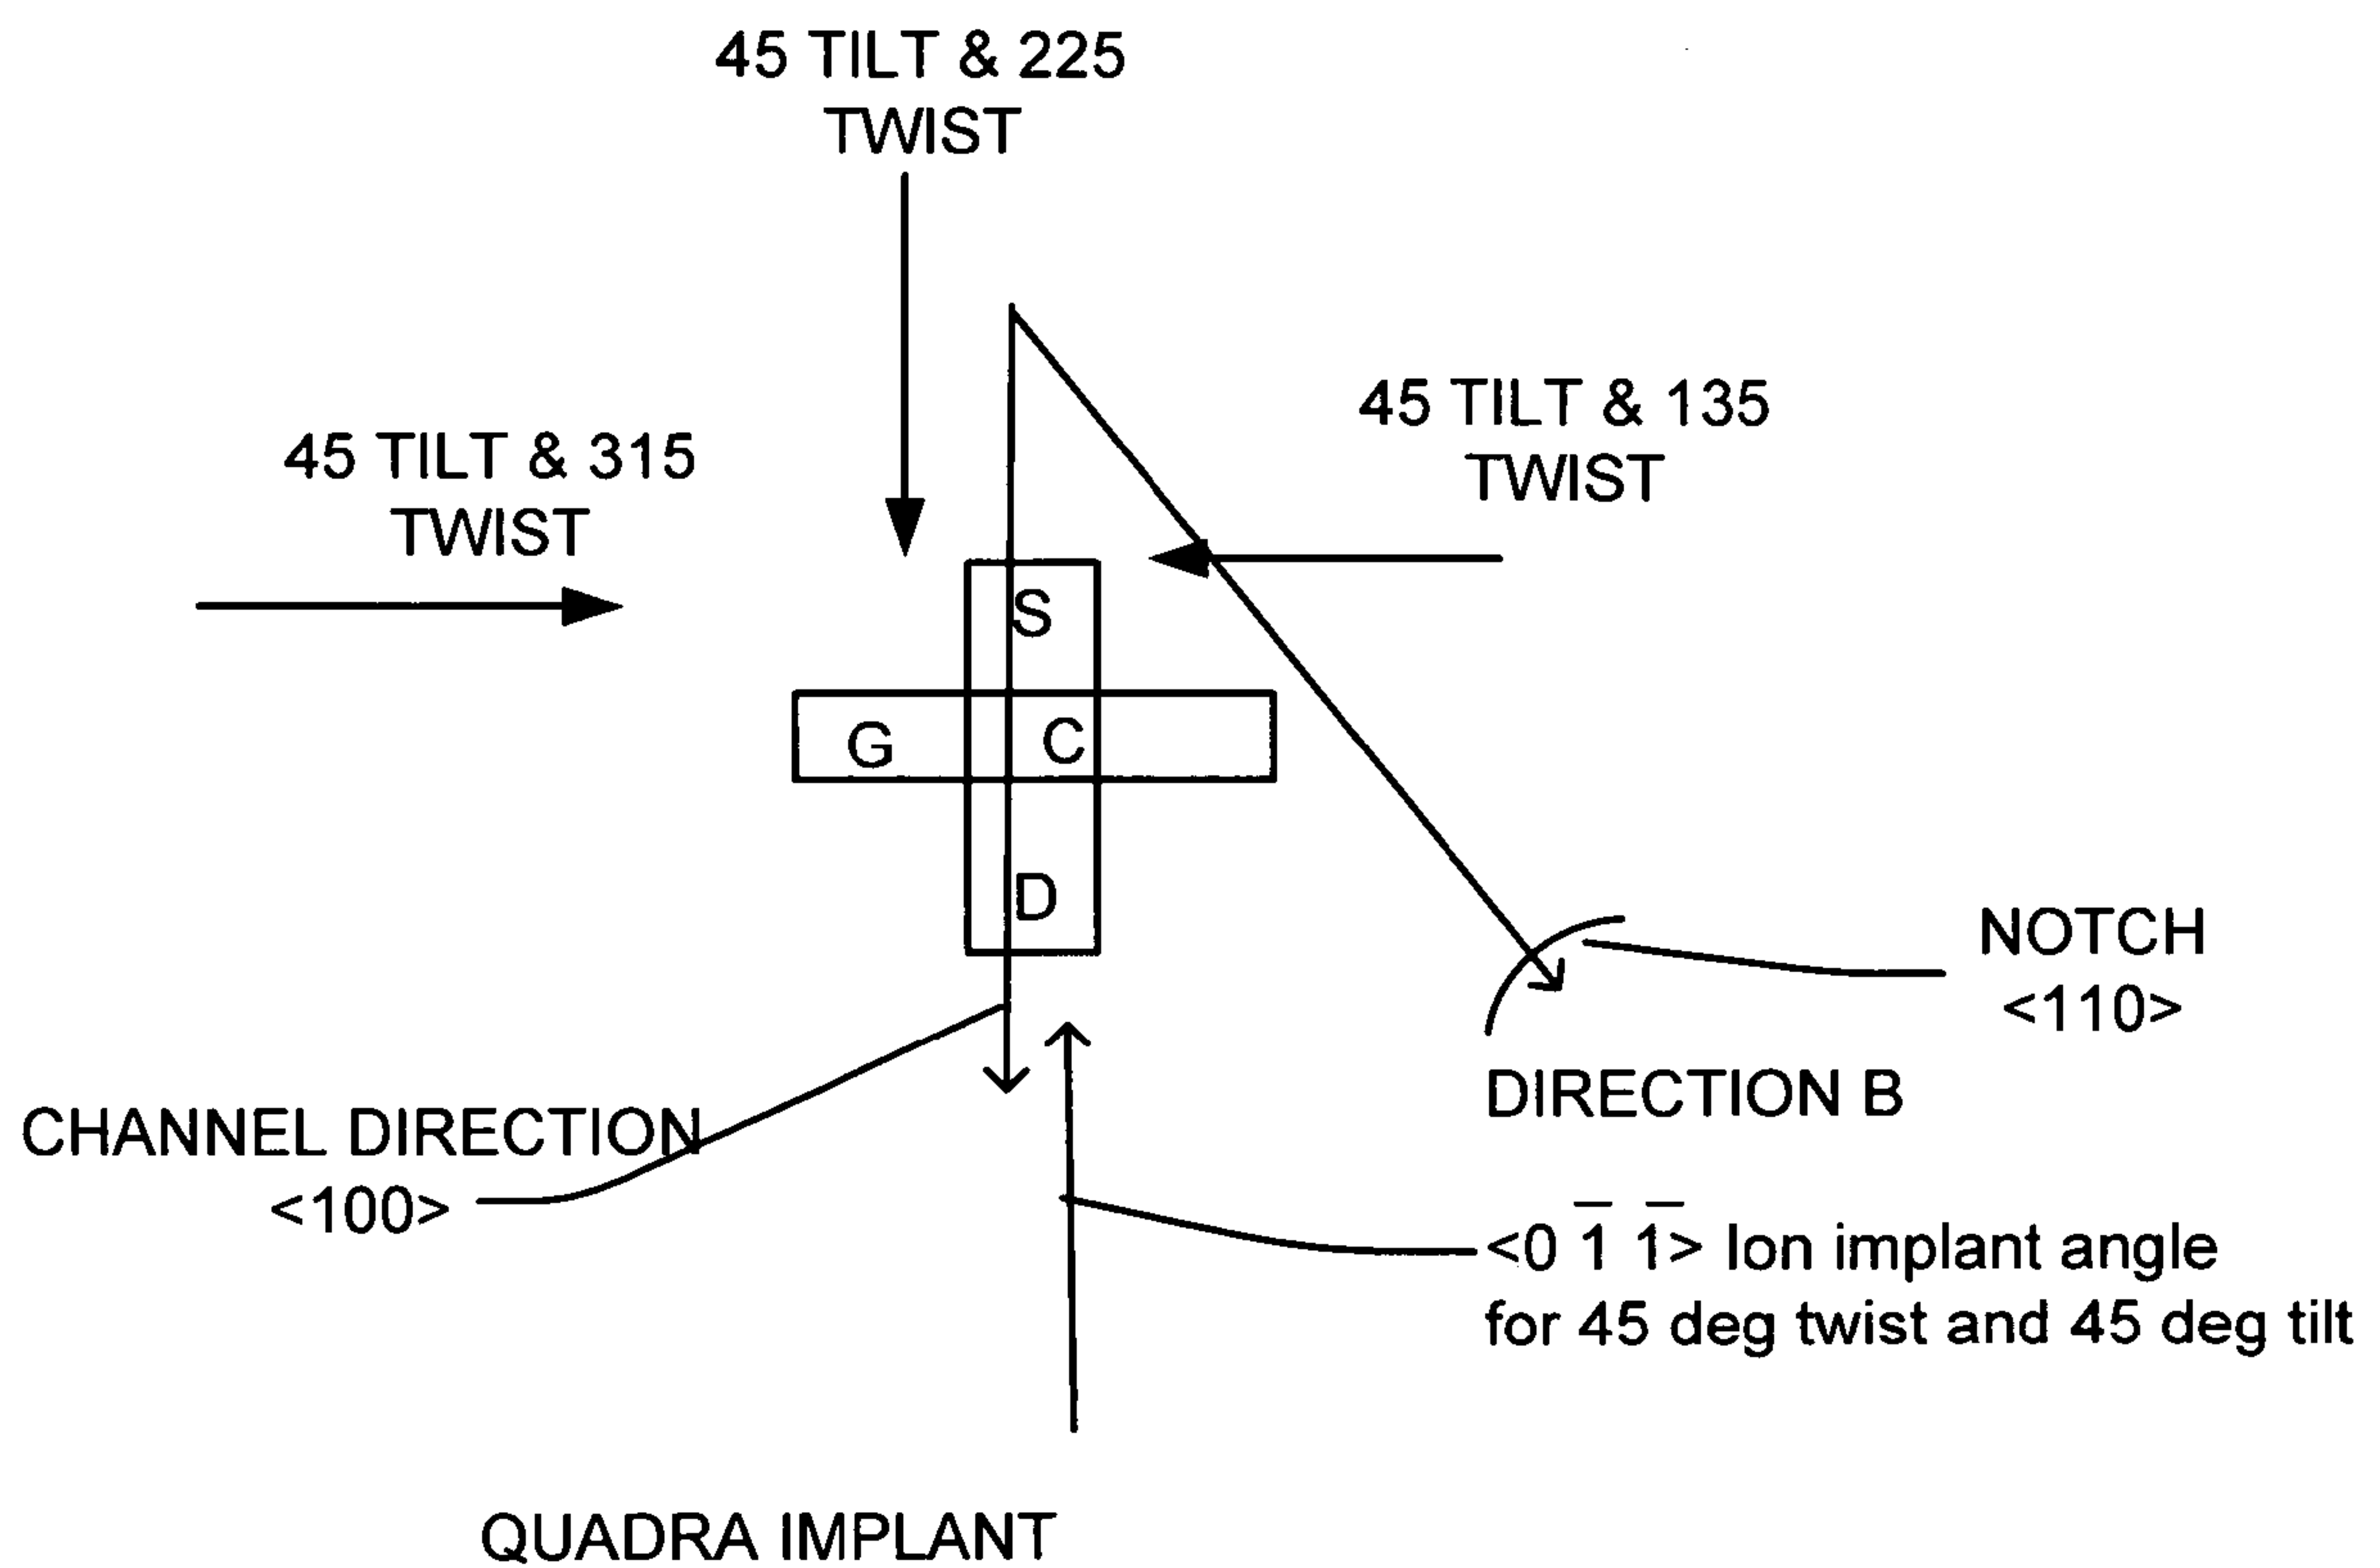 45 TILT & 225
TWIST
45 TILT & 135
TWIST
45 TILT & 315
TWIST
S
G
C
D
NOTCH
<110>
DIRECTION B
CHANNEL DIRECTION
<100>
<0 1̅ 1̅> Ion implant angle
for 45 deg twist and 45 deg tilt
QUADRA IMPLANT